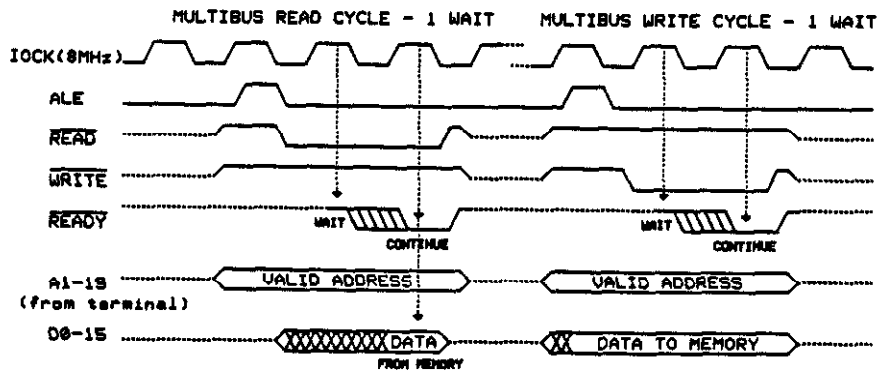 MULTIBUS READ CYCLE - 1 WAIT MULTIBUS WRITE CYCLE - 1 WAIT
IOCK(8MHz)
ALE
READ
WRITE
READY
WAIT
CONTINUE
WAIT
CONTINUE
A1-19
(from terminal)
VALID ADDRESS
VALID ADDRESS
D0-15
DATA
DATA TO MEMORY
FROM MEMORY